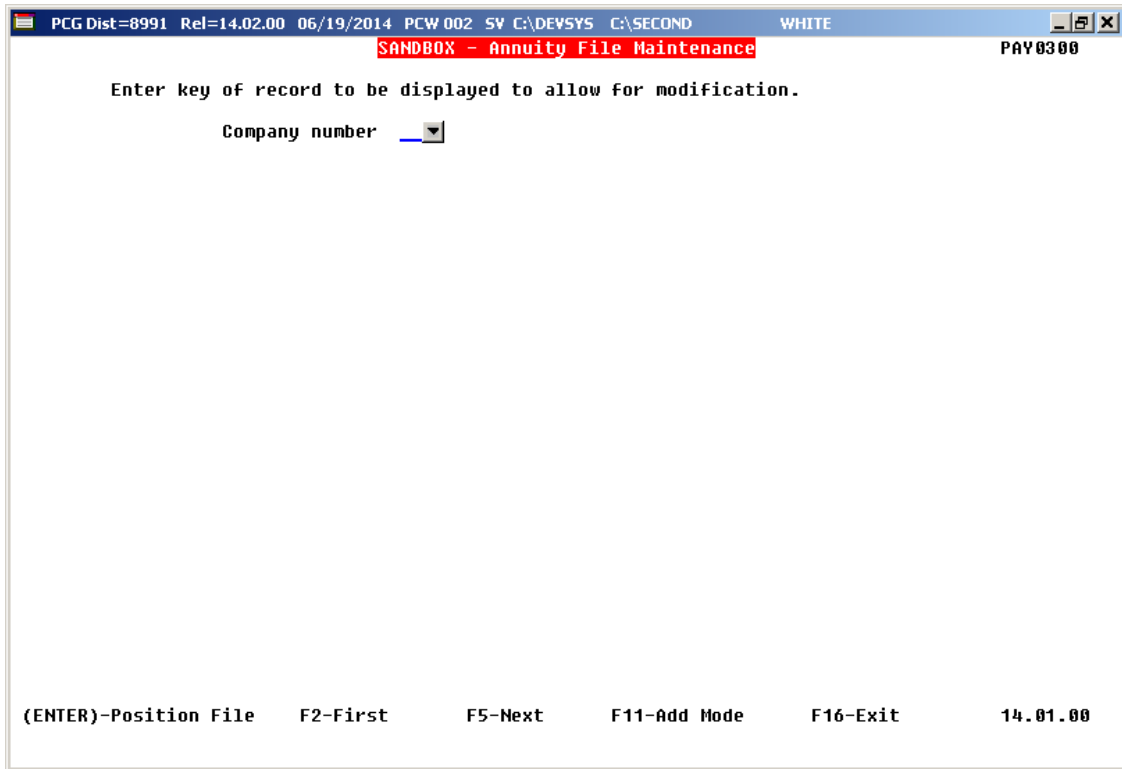 PCG Dist=8991 Rel=14.02.00 06/19/2014 PCW 002 SV C:\DEVSYS C:\SECOND WHITE
SANDBOX - Annuity File Maintenance PAY0300
Enter key of record to be displayed to allow for modification.
Company number __
(ENTER)-Position File F2-First F5-Next F11-Add Mode F16-Exit 14.01.00